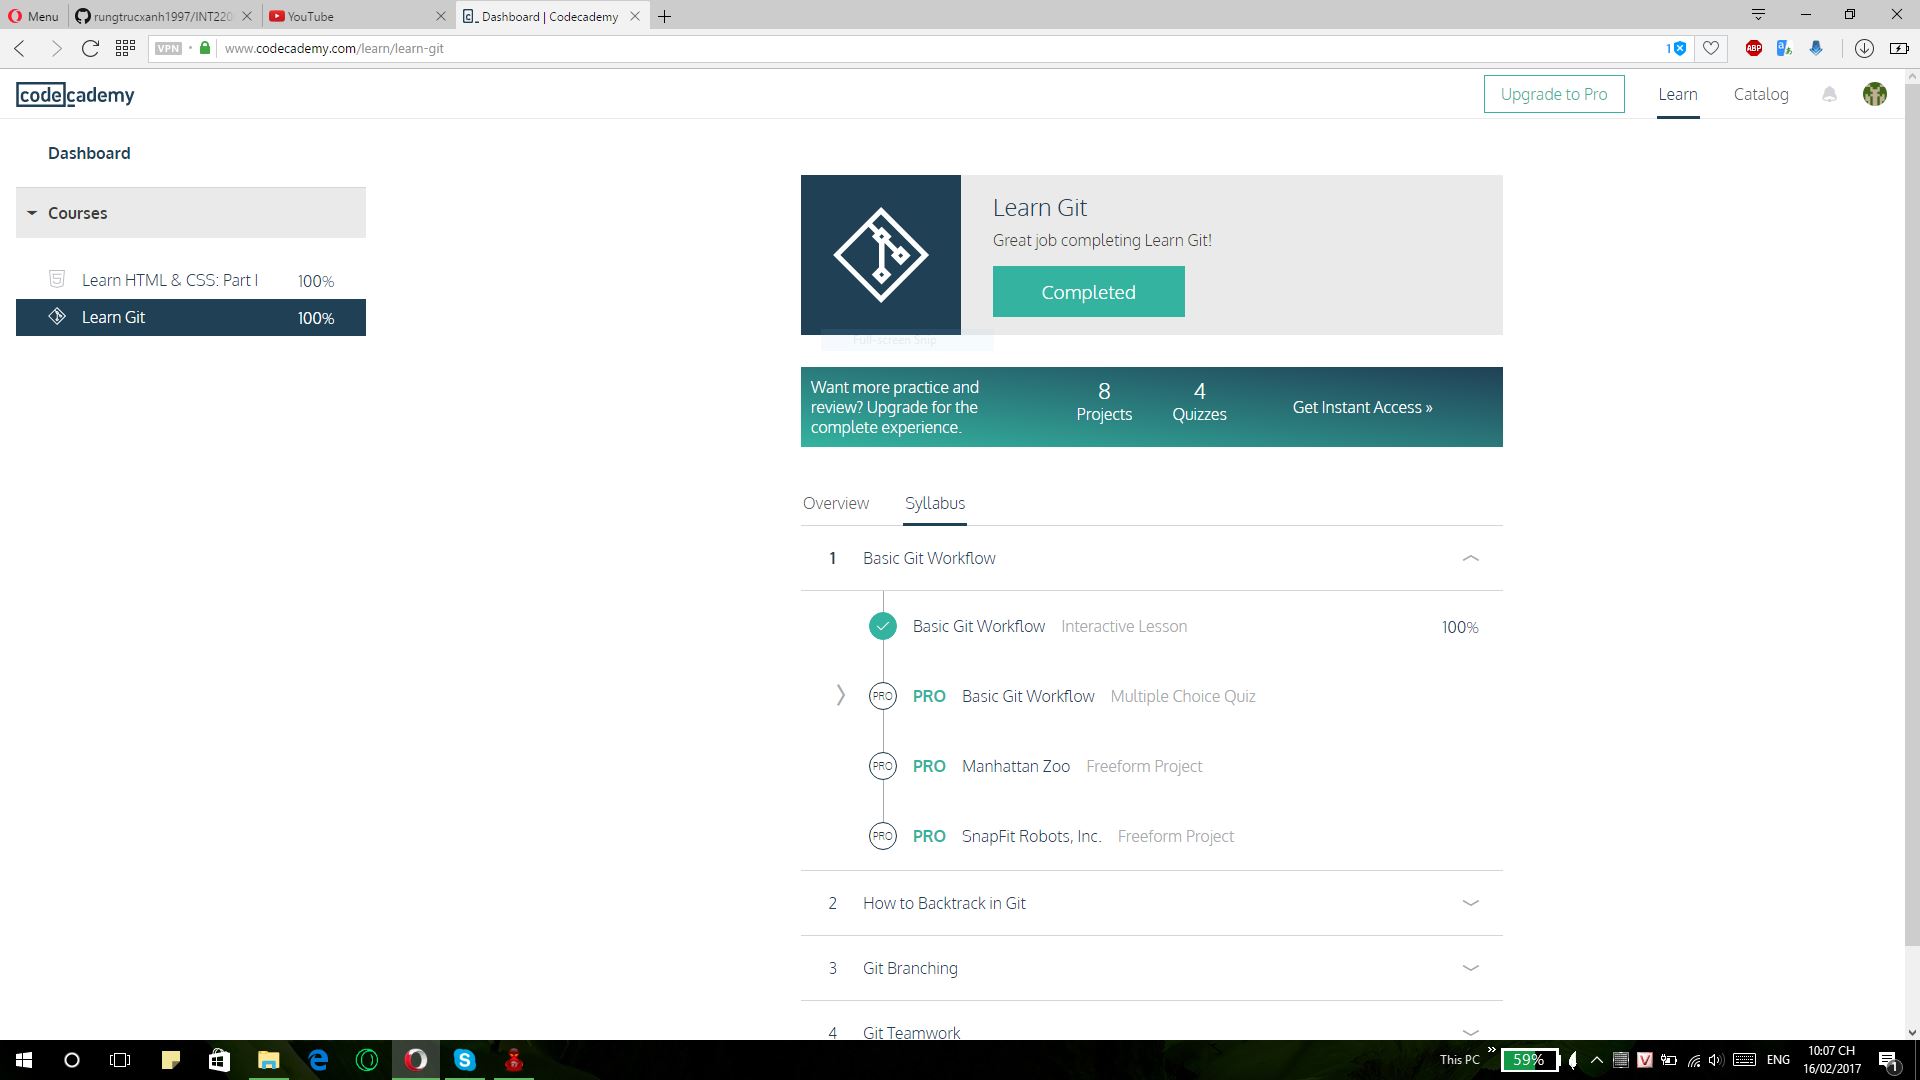 Menu
rungtrucxanh1997/INT220
YouTube
Dashboard | Codecademy
VPN
www.codecademy.com/learn/learn-git
1
ABP
codecademy
Upgrade to Pro
Learn
Catalog
Dashboard
Courses
Learn HTML & CSS: Part I 100%
Learn Git 100%
Learn Git
Great job completing Learn Git!
Completed
Full-screen Snip
Want more practice and
review? Upgrade for the
complete experience.
8
Projects
4
Quizzes
Get Instant Access »
Overview
Syllabus
1 Basic Git Workflow
Basic Git Workflow Interactive Lesson 100%
PRO PRO Basic Git Workflow Multiple Choice Quiz
PRO PRO Manhattan Zoo Freeform Project
PRO PRO SnapFit Robots, Inc. Freeform Project
2 How to Backtrack in Git
3 Git Branching
4 Git Teamwork
This PC
59%
ENG
10:07 CH
16/02/2017
1